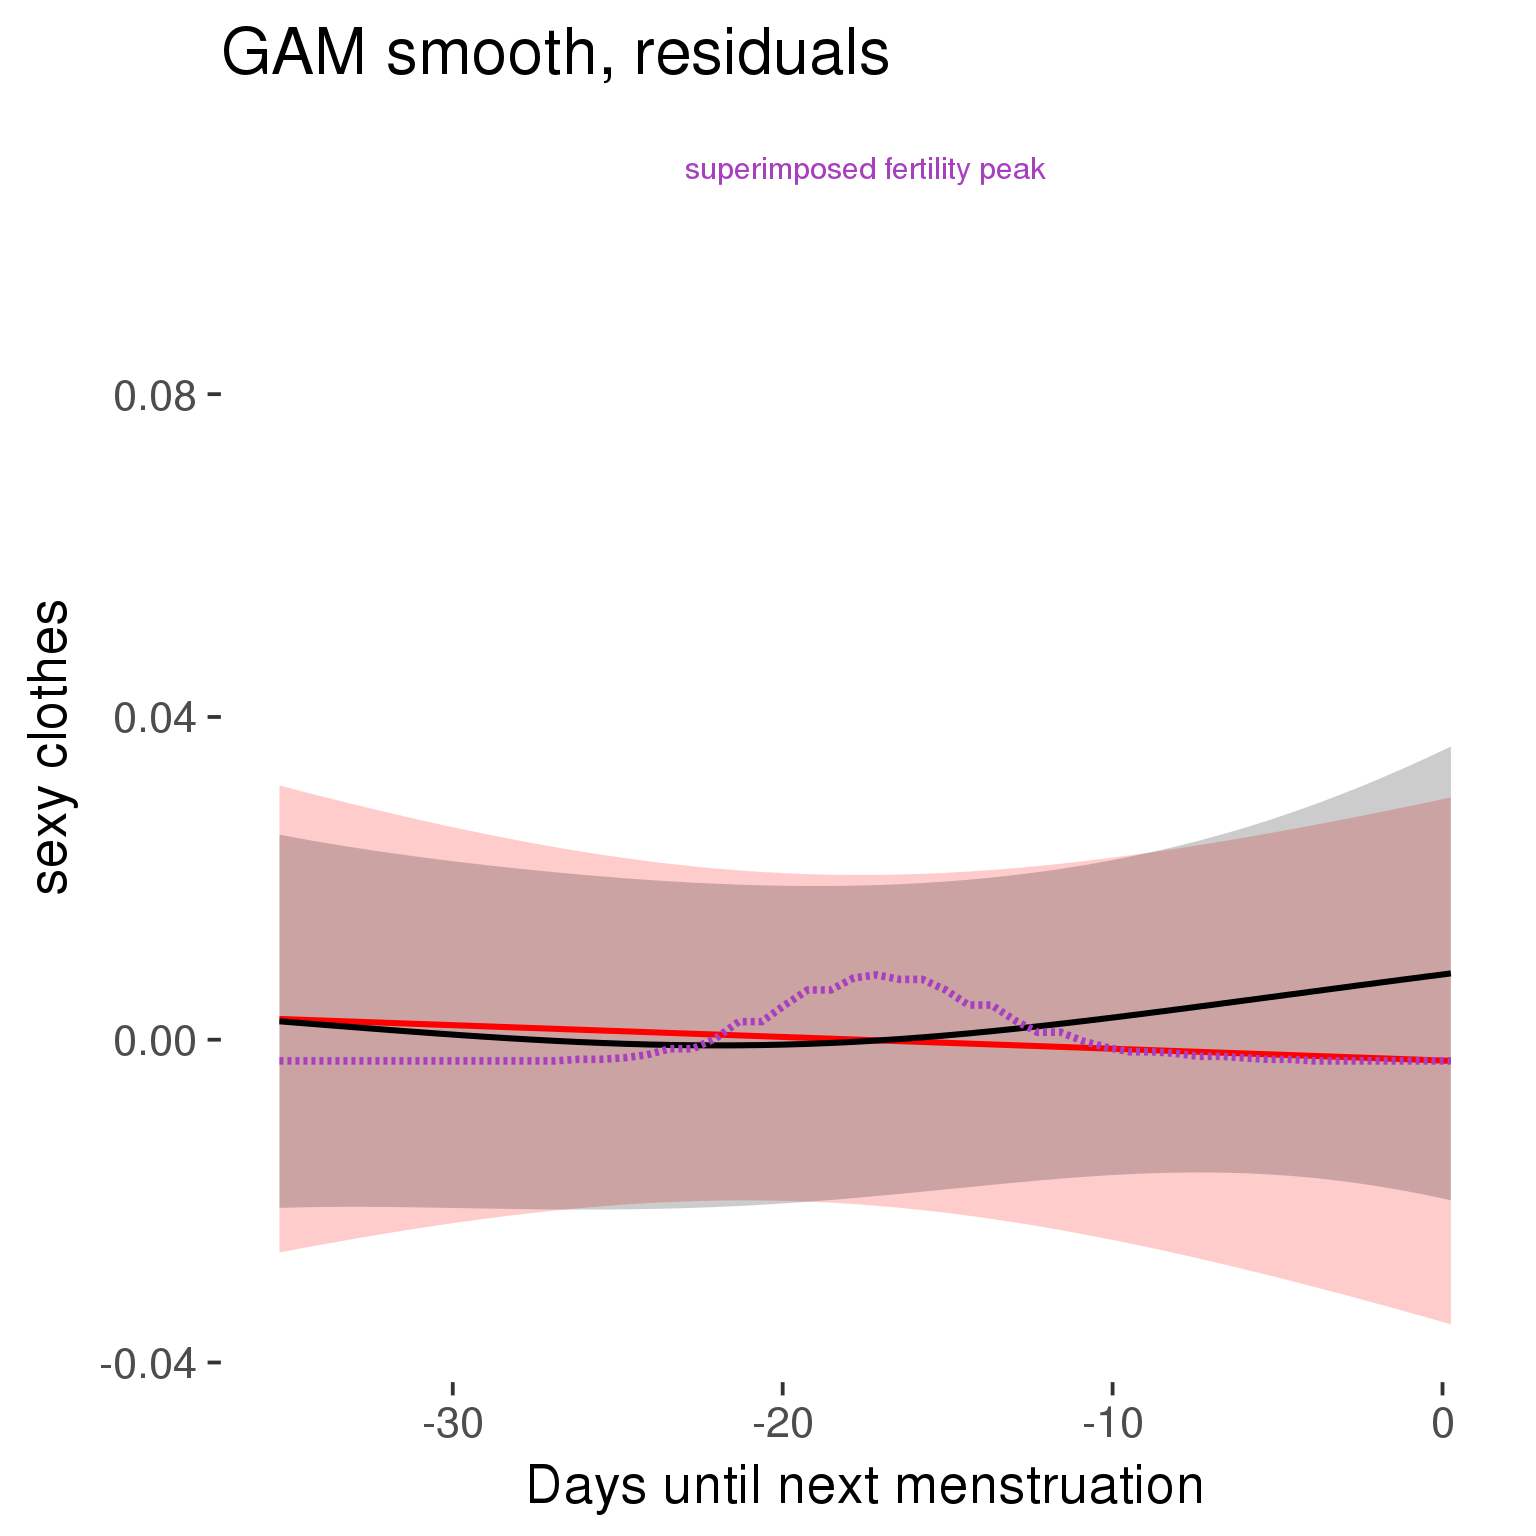 GAM smooth, residuals
superimposed fertility peak
0.08
0.04
0.00
-0.04
sexy clothes
-30 -20 -10 0
Days until next menstruation